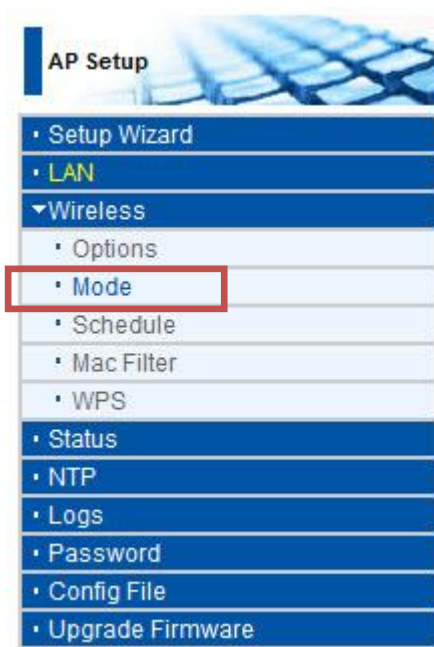 AP Setup
Setup Wizard
LAN
Wireless
Options
Mode
Schedule
Mac Filter
WPS
Status
NTP
Logs
Password
Config File
Upgrade Firmware